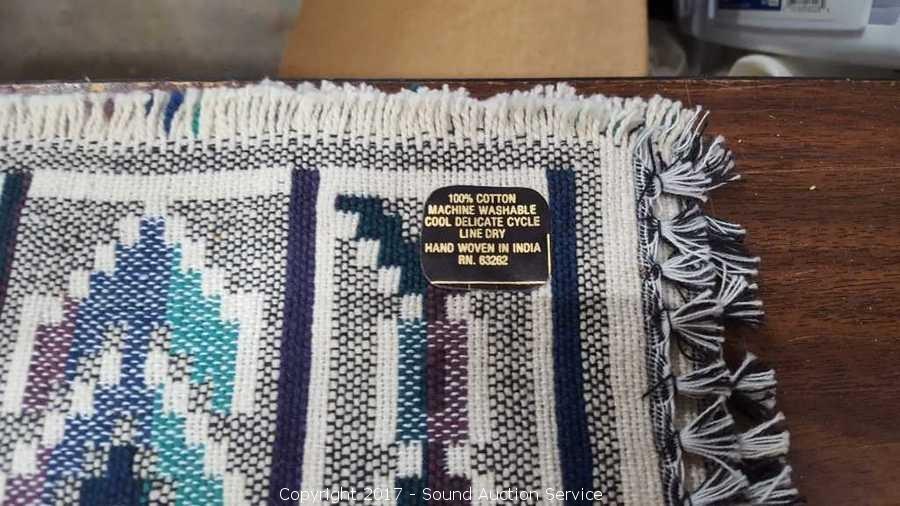 100% COTTON
MACHINE WASHABLE
COOL DELICATE CYCLE
LINE DRY
HAND WOVEN IN INDIA
RN. 63262
Copyright 2017 - Sound Auction Service